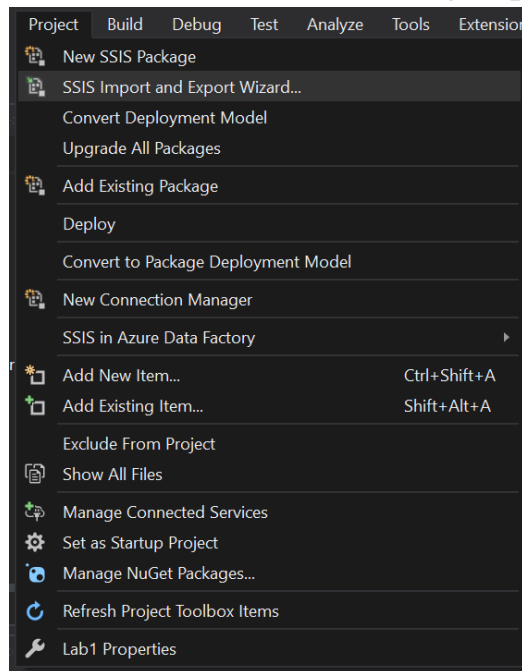 Project Build Debug Test Analyze Tools Extension
New SSIS Package
SSIS Import and Export Wizard...
Convert Deployment Model
Upgrade All Packages
Add Existing Package
Deploy
Convert to Package Deployment Model
New Connection Manager
SSIS in Azure Data Factory
Add New Item... Ctrl+Shift+A
Add Existing Item... Shift+Alt+A
Exclude From Project
Show All Files
Manage Connected Services
Set as Startup Project
Manage NuGet Packages...
Refresh Project Toolbox Items
Lab1 Properties